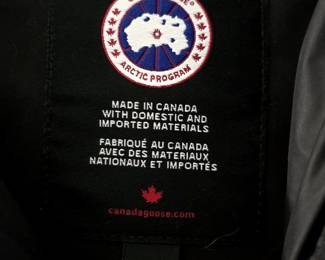 ARCTIC PROGRAM
MADE IN CANADA
WITH DOMESTIC AND
IMPORTED MATERIALS
FABRIQUÉ AU CANADA
AVEC DES MATERIAUX
NATIONAUX ET IMPORTÉS
canadagoose.com